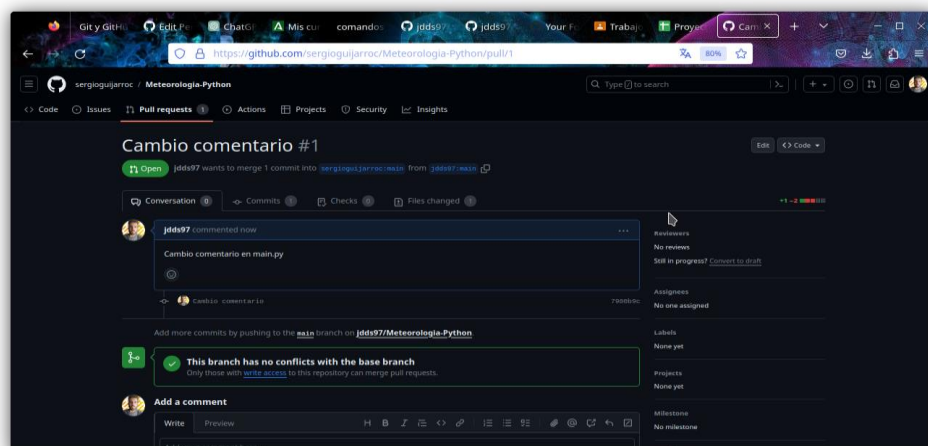 Git y GitHu
Edit Pe
ChatG
Mis cu
comandos
jdds97/
jdds97/
Your Fo
Trabaj
Proye
Cam
https://github.com/sergioguijarroc/Meteorologia-Python/pull/1
80%
sergioguijarroc / Meteorologia-Python
Type / to search
Code Issues Pull requests 1 Actions Projects Security Insights
Cambio comentario #1
Edit <> Code
Open jdds97 wants to merge 1 commit into sergioguijarroc:main from jdds97:main
Conversation 0 Commits 1 Checks 0 Files changed 1
+1 −2
jdds97 commented now
Cambio comentario en main.py
Cambio comentario
Reviewers
No reviews
Still in progress? Convert to draft
Assignees
No one assigned
Labels
None yet
Projects
None yet
Milestone
No milestone
Add more commits by pushing to the main branch on jdds97/Meteorologia-Python.
This branch has no conflicts with the base branch
Only those with write access to this repository can merge pull requests.
Add a comment
Write Preview